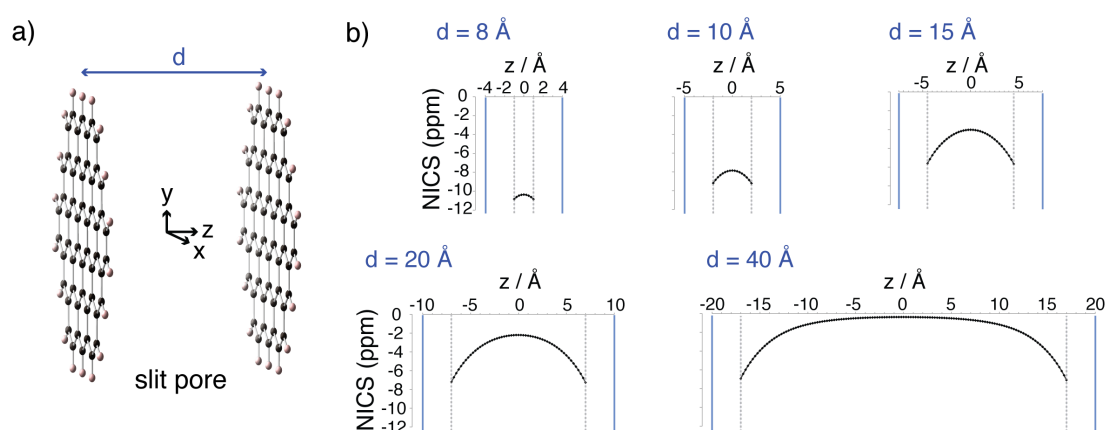 a)
d
y
z
x
slit pore
b)
d = 8 Å
z / Å
-4 -2 0 2 4
NICS (ppm)
0
-2
-4
-6
-8
-10
-12
d = 10 Å
z / Å
-5 0 5
d = 15 Å
z / Å
-5 0 5
d = 20 Å
z / Å
-10 -5 0 5 10
NICS (ppm)
0
-2
-4
-6
-8
-10
-12
d = 40 Å
z / Å
-20 -15 -10 -5 0 5 10 15 20